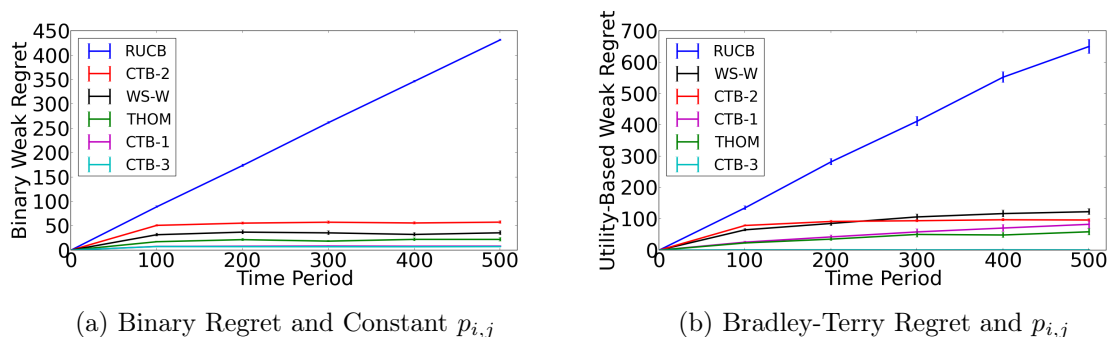 Binary Weak Regret
450
400
350
300
250
200
150
100
50
0
RUCB
CTB-2
WS-W
THOM
CTB-1
CTB-3
0 100 200 300 400 500
Time Period
(a) Binary Regret and Constant p_{i,j}
Utility-Based Weak Regret
700
600
500
400
300
200
100
0
RUCB
WS-W
CTB-2
CTB-1
THOM
CTB-3
0 100 200 300 400 500
Time Period
(b) Bradley-Terry Regret and p_{i,j}